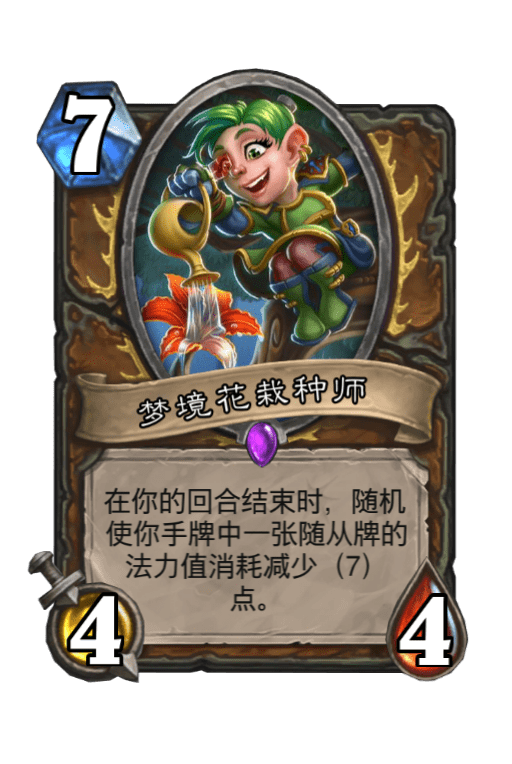 7
梦境花栽种师
在你的回合结束时，随机
使你手牌中一张随从牌的
法力值消耗减少（7）
点。
4
4